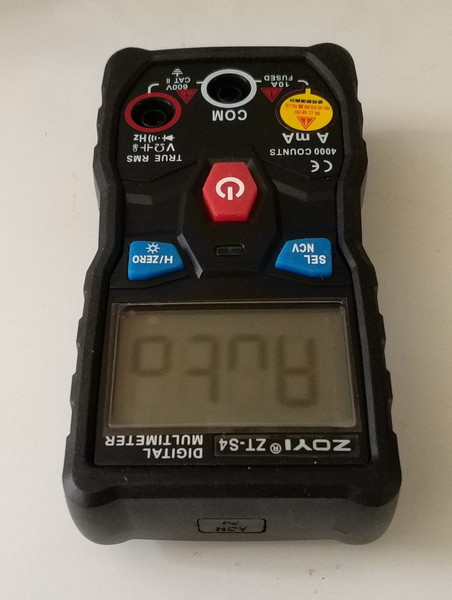 NCV
ZOYI® ZT-S4
DIGITAL
MULTIMETER
Auto
SEL
NCV
H/ZERO
CE
4000 COUNTS
TRUE RMS
A mA
COM
VΩ
Hz
10A
FUSED
600V
CAT II